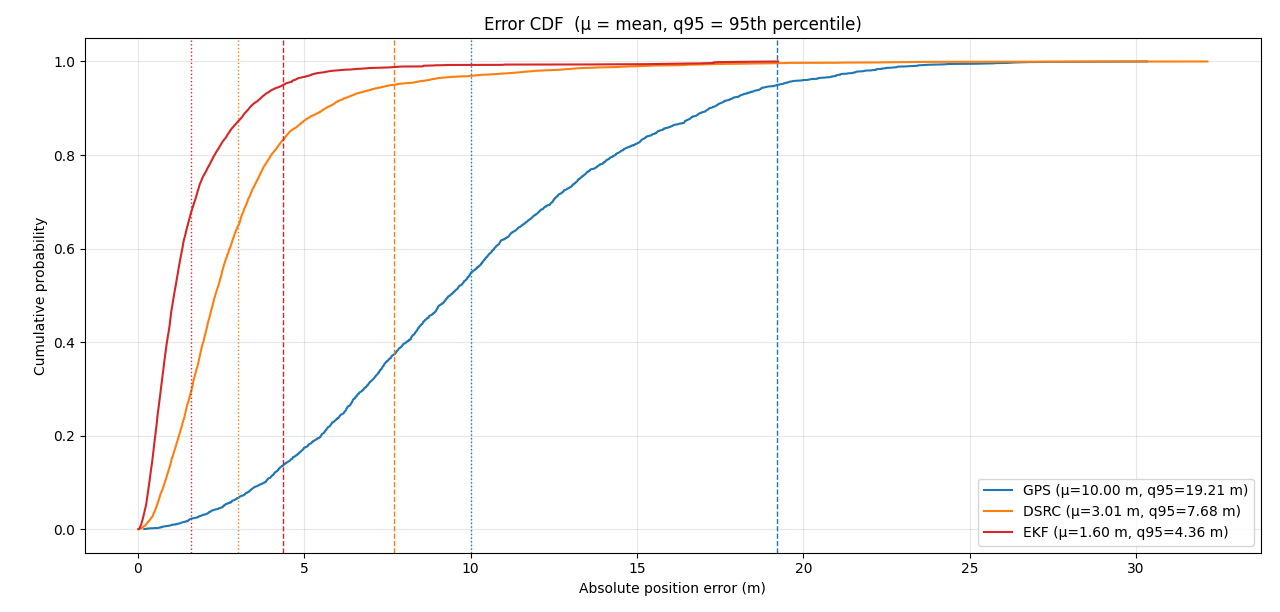 Error CDF (μ = mean, q95 = 95th percentile)
Cumulative probability
1.0
0.8
0.6
0.4
0.2
0.0
GPS (μ=10.00 m, q95=19.21 m)
DSRC (μ=3.01 m, q95=7.68 m)
EKF (μ=1.60 m, q95=4.36 m)
0 5 10 15 20 25 30
Absolute position error (m)